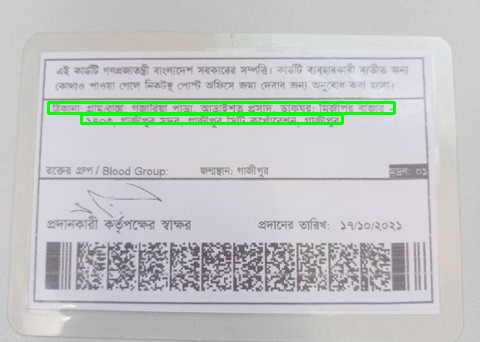 এই কার্ডটি গণপ্রজাতন্ত্রী বাংলাদেশ সরকারের সম্পত্তি। কার্ডটি ব্যবহারকারী ব্যতীত অন্য
কোথাও পাওয়া গেলে নিকটস্থ পোস্ট অফিসে জমা দেবার জন্য অনুরোধ করা হলো।
ঠিকানা: গ্রাম/রাস্তা: গজারিয়া পাড়া, আড়াইশত প্রসাদ, ডাকঘর: মির্জাপুর বাজার -
১৭০৩, গাজীপুর সদর, গাজীপুর সিটি কর্পোরেশন, গাজীপুর
রক্তের গ্রুপ / Blood Group: জন্মস্থান: গাজীপুর মুদ্রণ: ০১
প্রদানকারী কর্তৃপক্ষের স্বাক্ষর প্রদানের তারিখ: ১৭/১০/২০২১